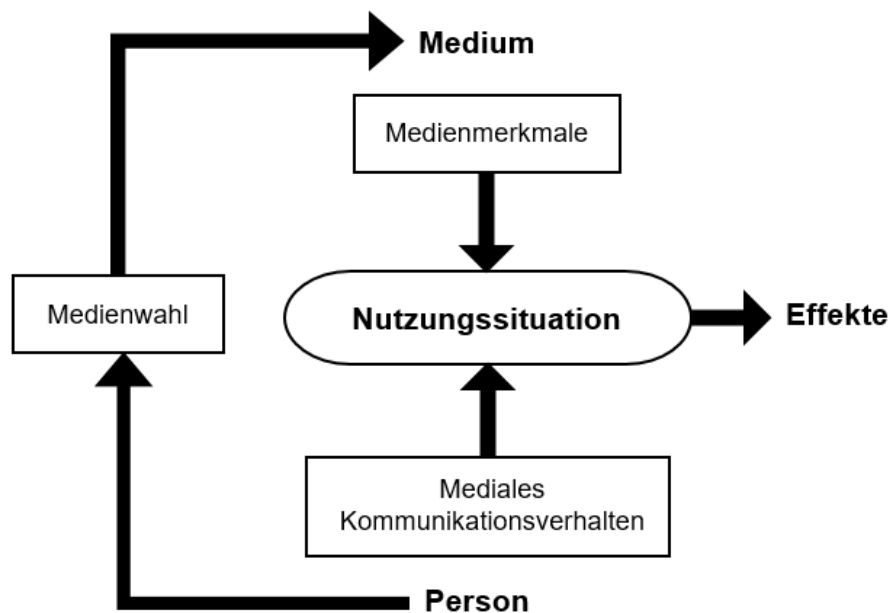 Medium
Medienmerkmale
Medienwahl
Nutzungssituation
Effekte
Mediales
Kommunikationsverhalten
Person